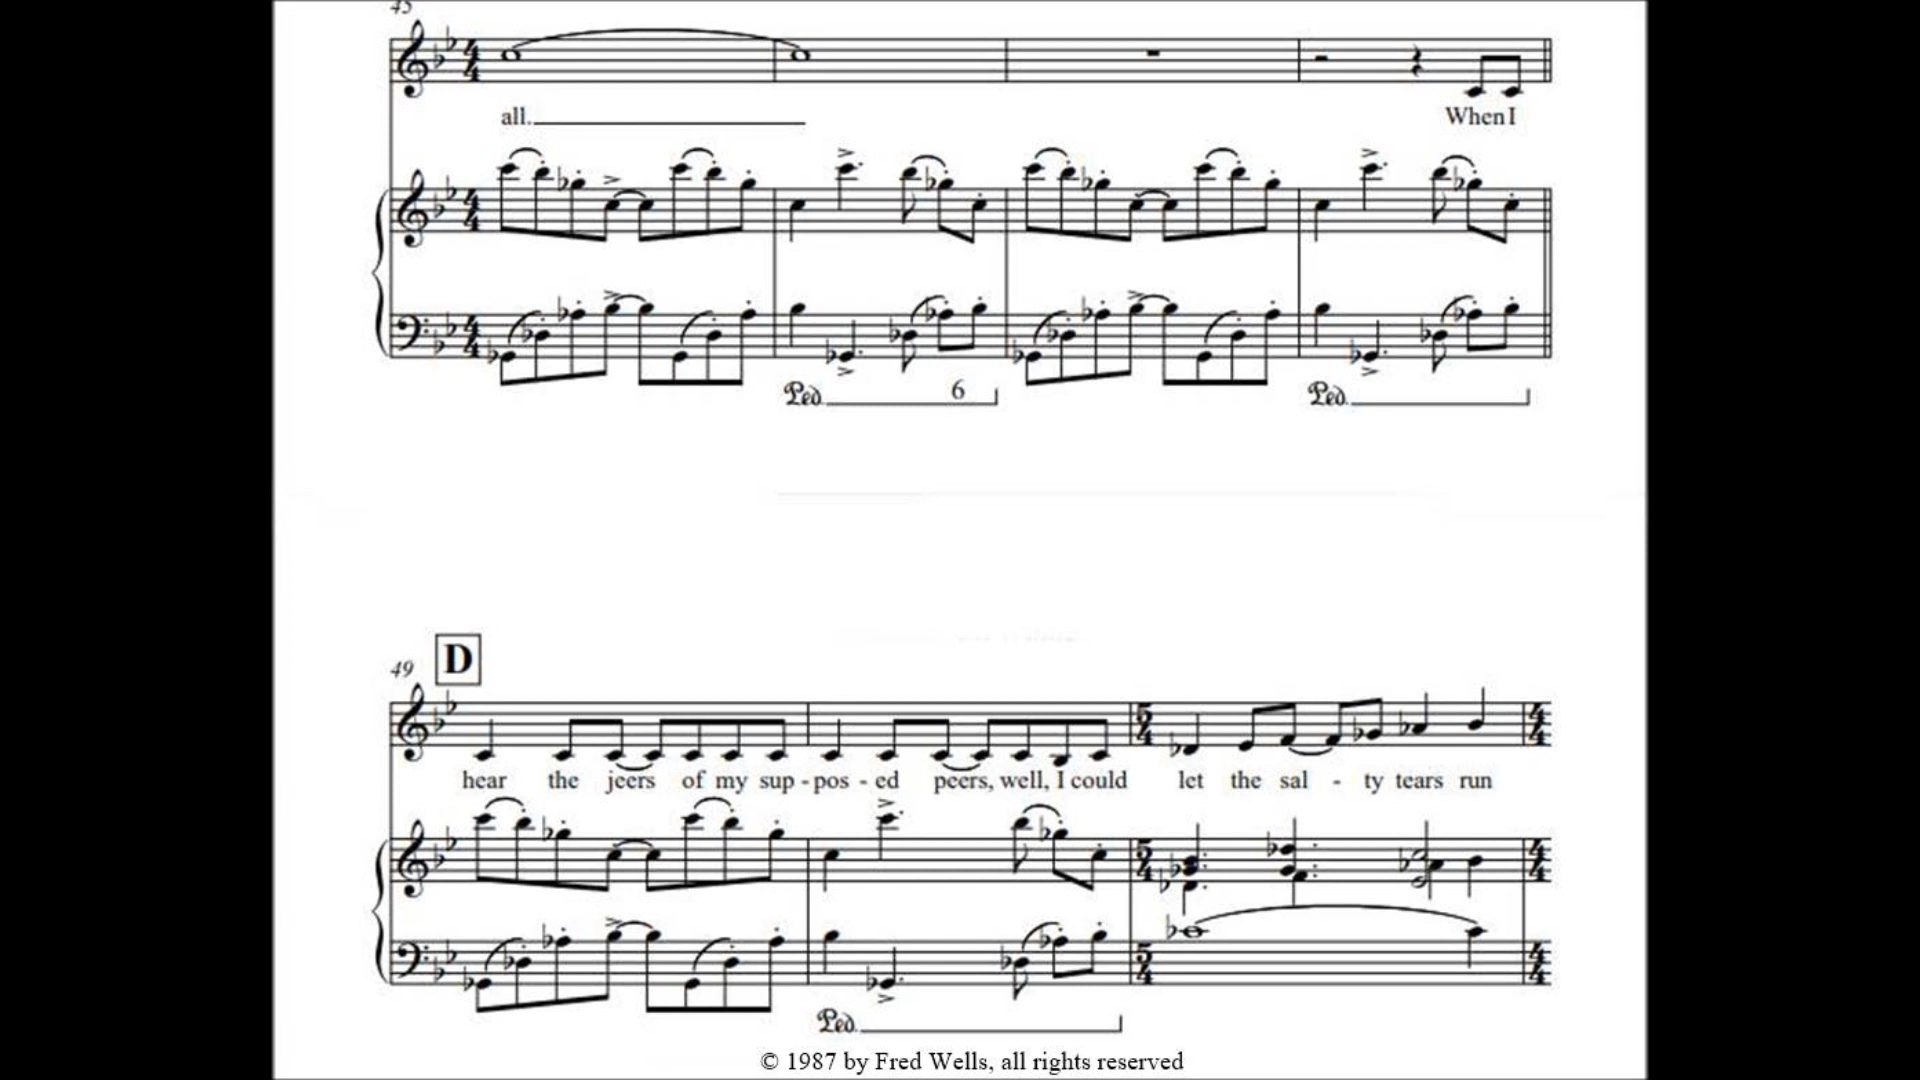 45
all.
When I
Ped. 6 Ped.
D
49
hear the jeers of my sup - pos - ed peers, well, I could let the sal - ty tears run
Ped.
© 1987 by Fred Wells, all rights reserved